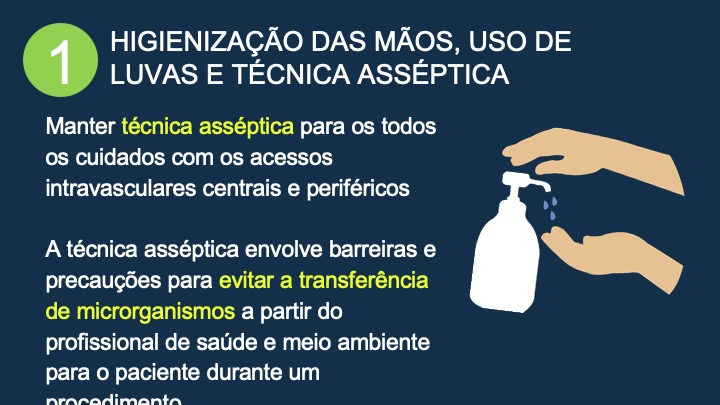 1
HIGIENIZAÇÃO DAS MÃOS, USO DE
LUVAS E TÉCNICA ASSÉPTICA
Manter técnica asséptica para os todos
os cuidados com os acessos
intravasculares centrais e periféricos
A técnica asséptica envolve barreiras e
precauções para evitar a transferência
de microrganismos a partir do
profissional de saúde e meio ambiente
para o paciente durante um
procedimento